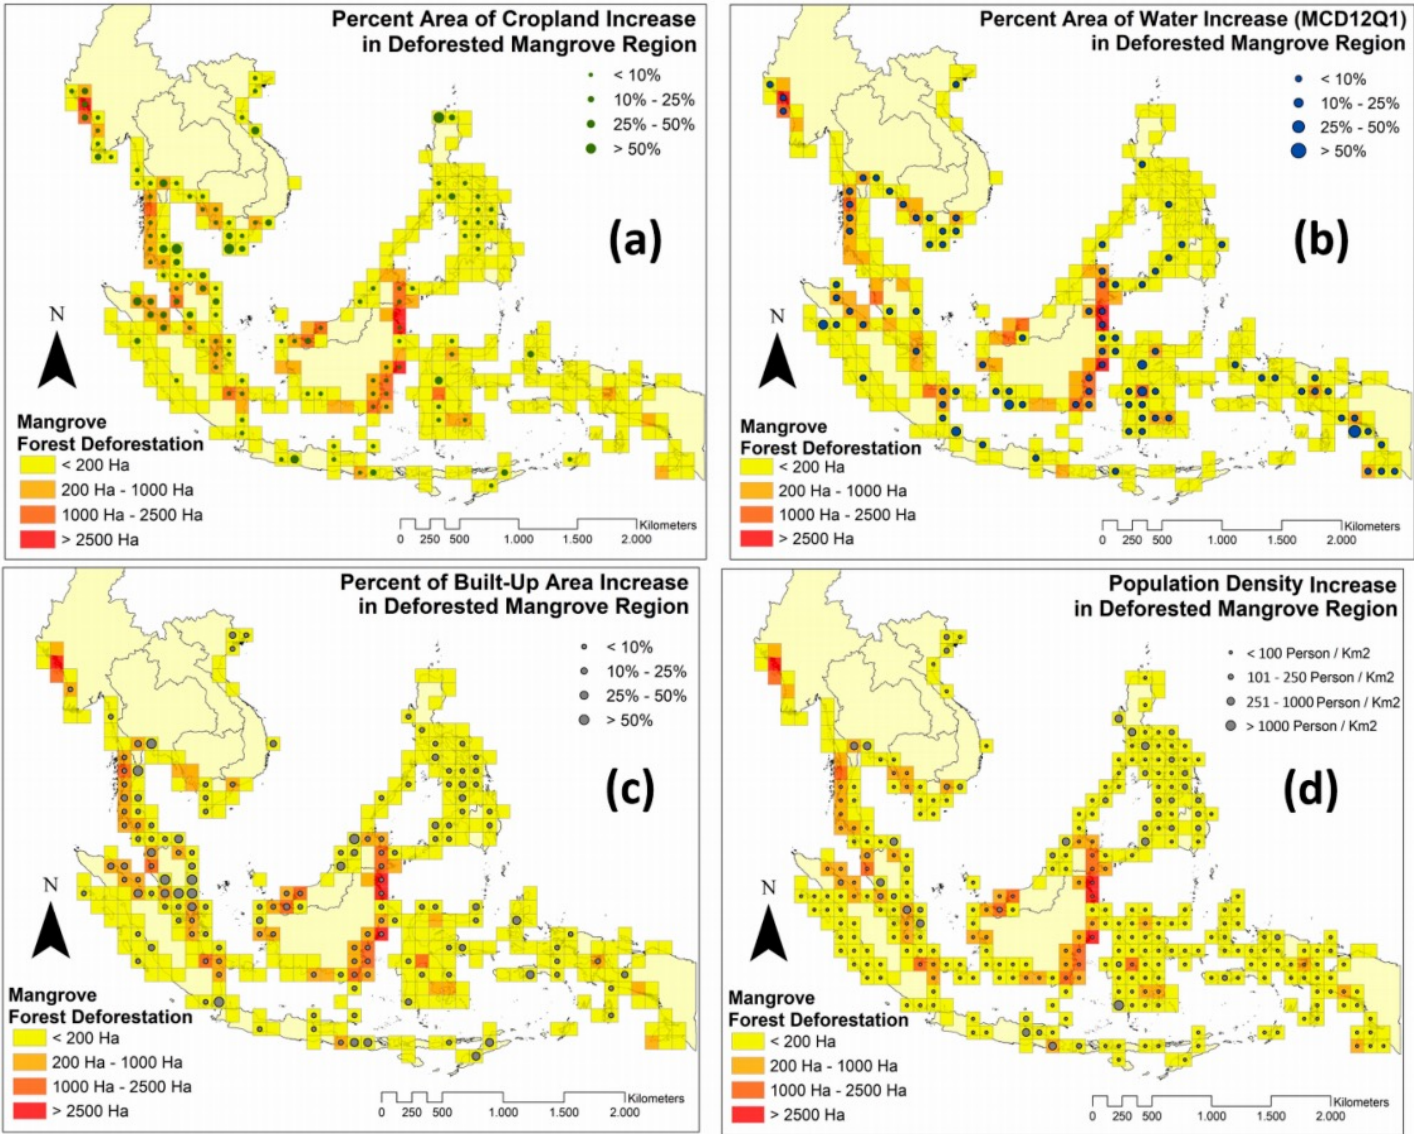 Percent Area of Cropland Increase
in Deforested Mangrove Region
< 10%
10% - 25%
25% - 50%
> 50%
(a)
N
Mangrove
Forest Deforestation
< 200 Ha
200 Ha - 1000 Ha
1000 Ha - 2500 Ha
> 2500 Ha
Kilometers
0 250 500 1.000 1.500 2.000
Percent Area of Water Increase (MCD12Q1)
in Deforested Mangrove Region
< 10%
10% - 25%
25% - 50%
> 50%
(b)
N
Mangrove
Forest Deforestation
< 200 Ha
200 Ha - 1000 Ha
1000 Ha - 2500 Ha
> 2500 Ha
Kilometers
0 250 500 1.000 1.500 2.000
Percent of Built-Up Area Increase
in Deforested Mangrove Region
< 10%
10% - 25%
25% - 50%
> 50%
(c)
N
Mangrove
Forest Deforestation
< 200 Ha
200 Ha - 1000 Ha
1000 Ha - 2500 Ha
> 2500 Ha
Kilometers
0 250 500 1.000 1.500 2.000
Population Density Increase
in Deforested Mangrove Region
< 100 Person / Km2
101 - 250 Person / Km2
251 - 1000 Person / Km2
> 1000 Person / Km2
(d)
N
Mangrove
Forest Deforestation
< 200 Ha
200 Ha - 1000 Ha
1000 Ha - 2500 Ha
> 2500 Ha
Kilometers
0 250 500 1.000 1.500 2.000